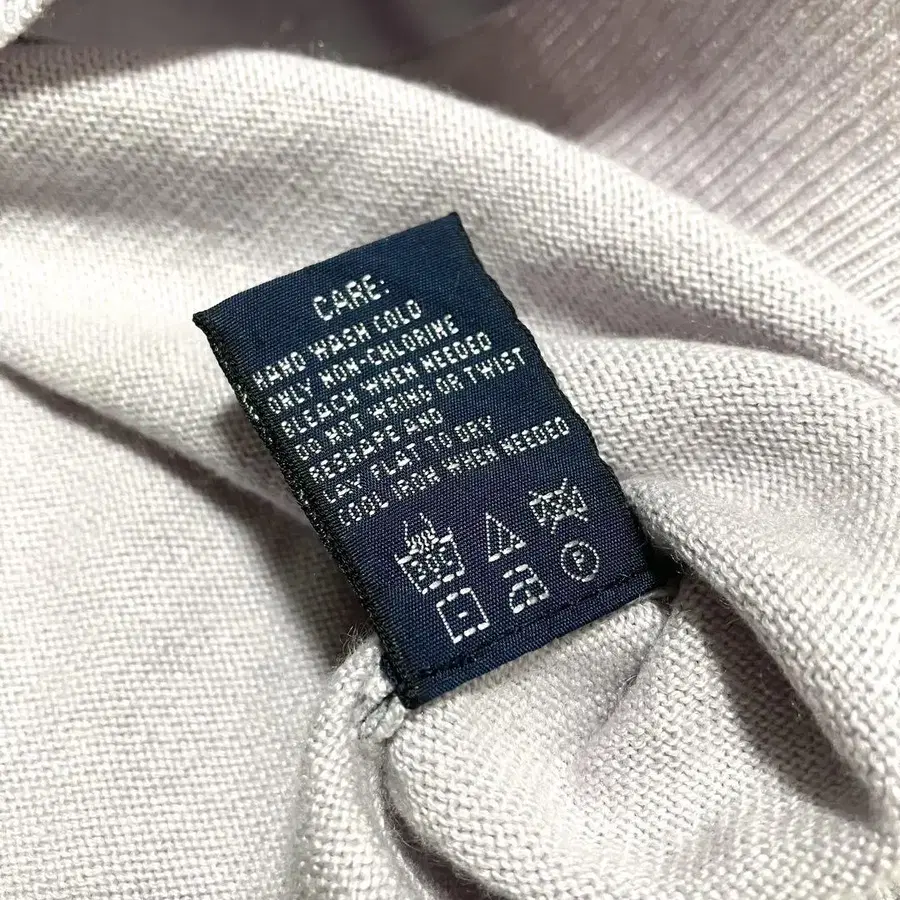 CARE:
HAND WASH COLD
ONLY NON-CHLORINE
BLEACH WHEN NEEDED
DO NOT WRING OR TWIST
RESHAPE AND
LAY FLAT TO DRY
COOL IRON WHEN NEEDED
30C
P